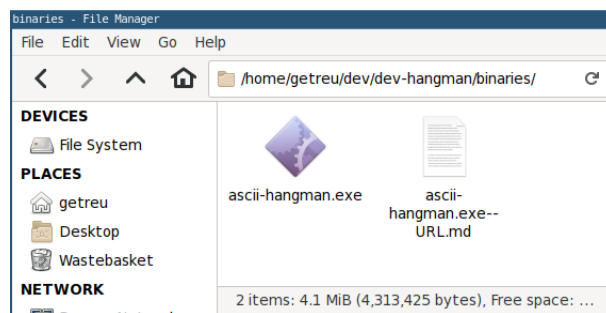 binaries - File Manager
File Edit View Go Help
/home/getreu/dev/dev-hangman/binaries/
DEVICES
File System
PLACES
getreu
Desktop
Wastebasket
NETWORK
ascii-hangman.exe
ascii-
hangman.exe--
URL.md
2 items: 4.1 MiB (4,313,425 bytes), Free space: ...